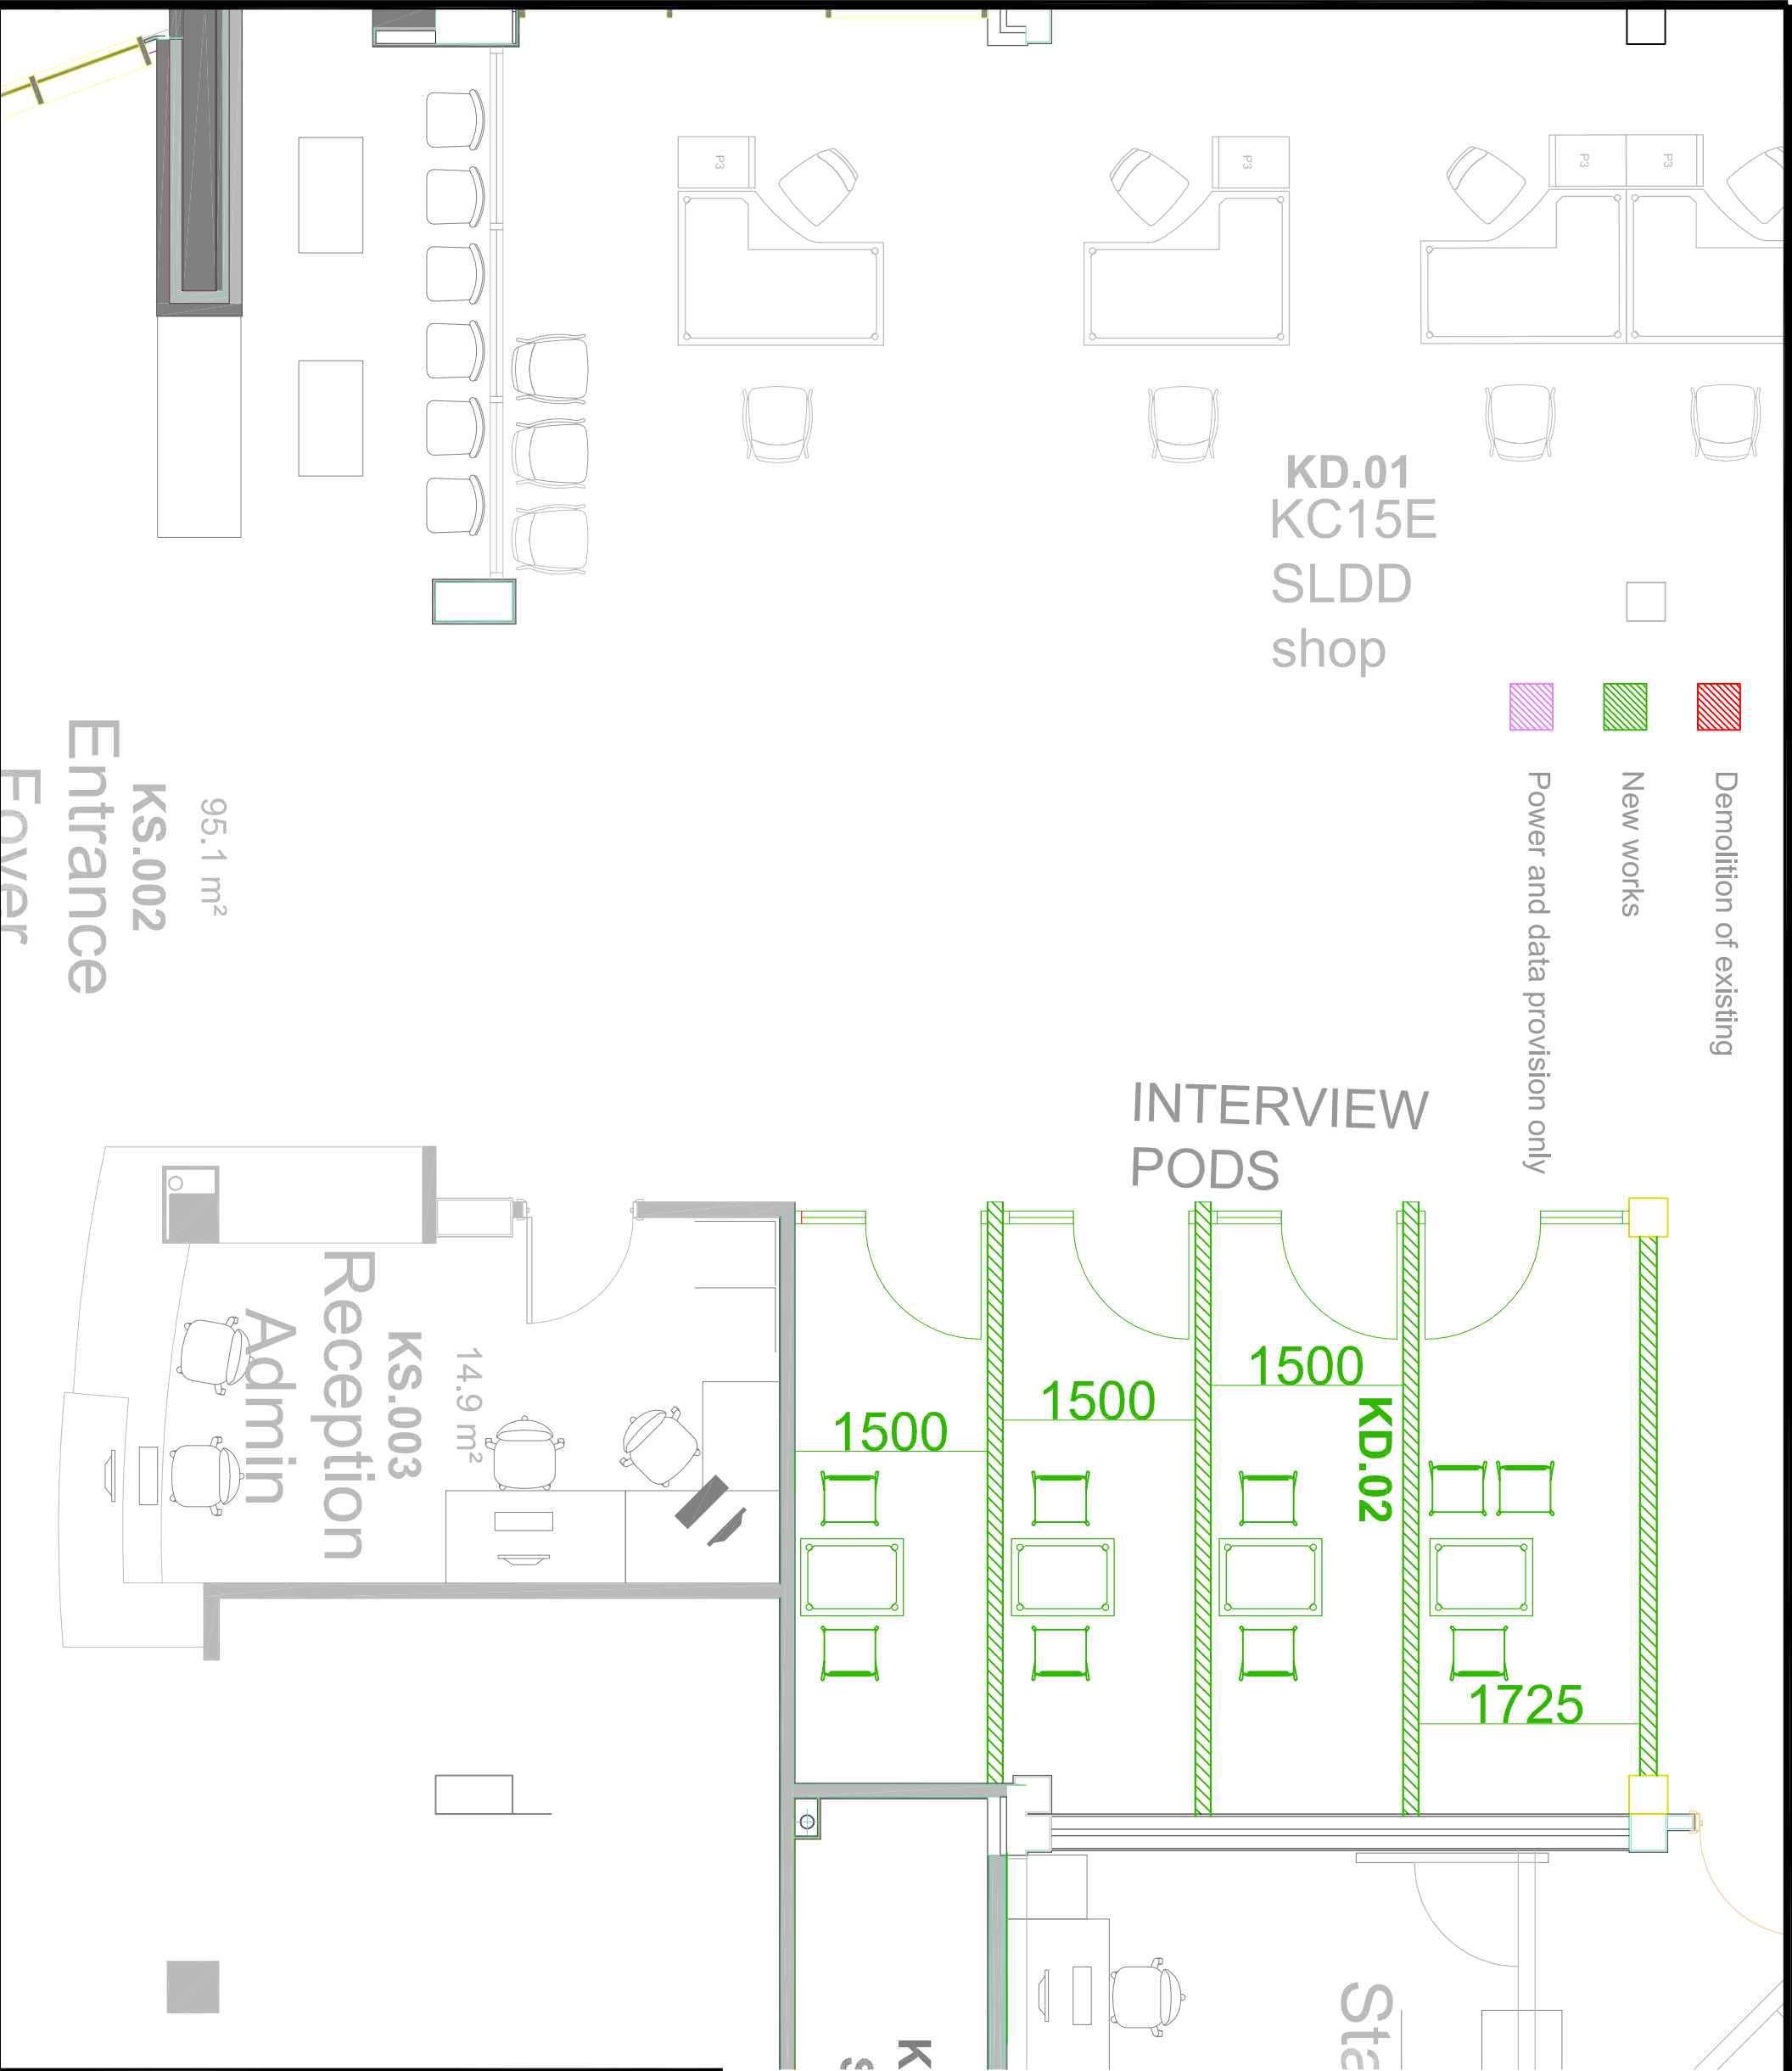 P3
P3
P3
P3
KD.01
KC15E
SLDD
shop
Demolition of existing
New works
Power and data provision only
95.1 m²
KS.002
Entrance
Foyer
INTERVIEW
PODS
14.9 m²
KS.003
Reception
Admin
1500
1500
1500
KD.02
1725
Sta
K